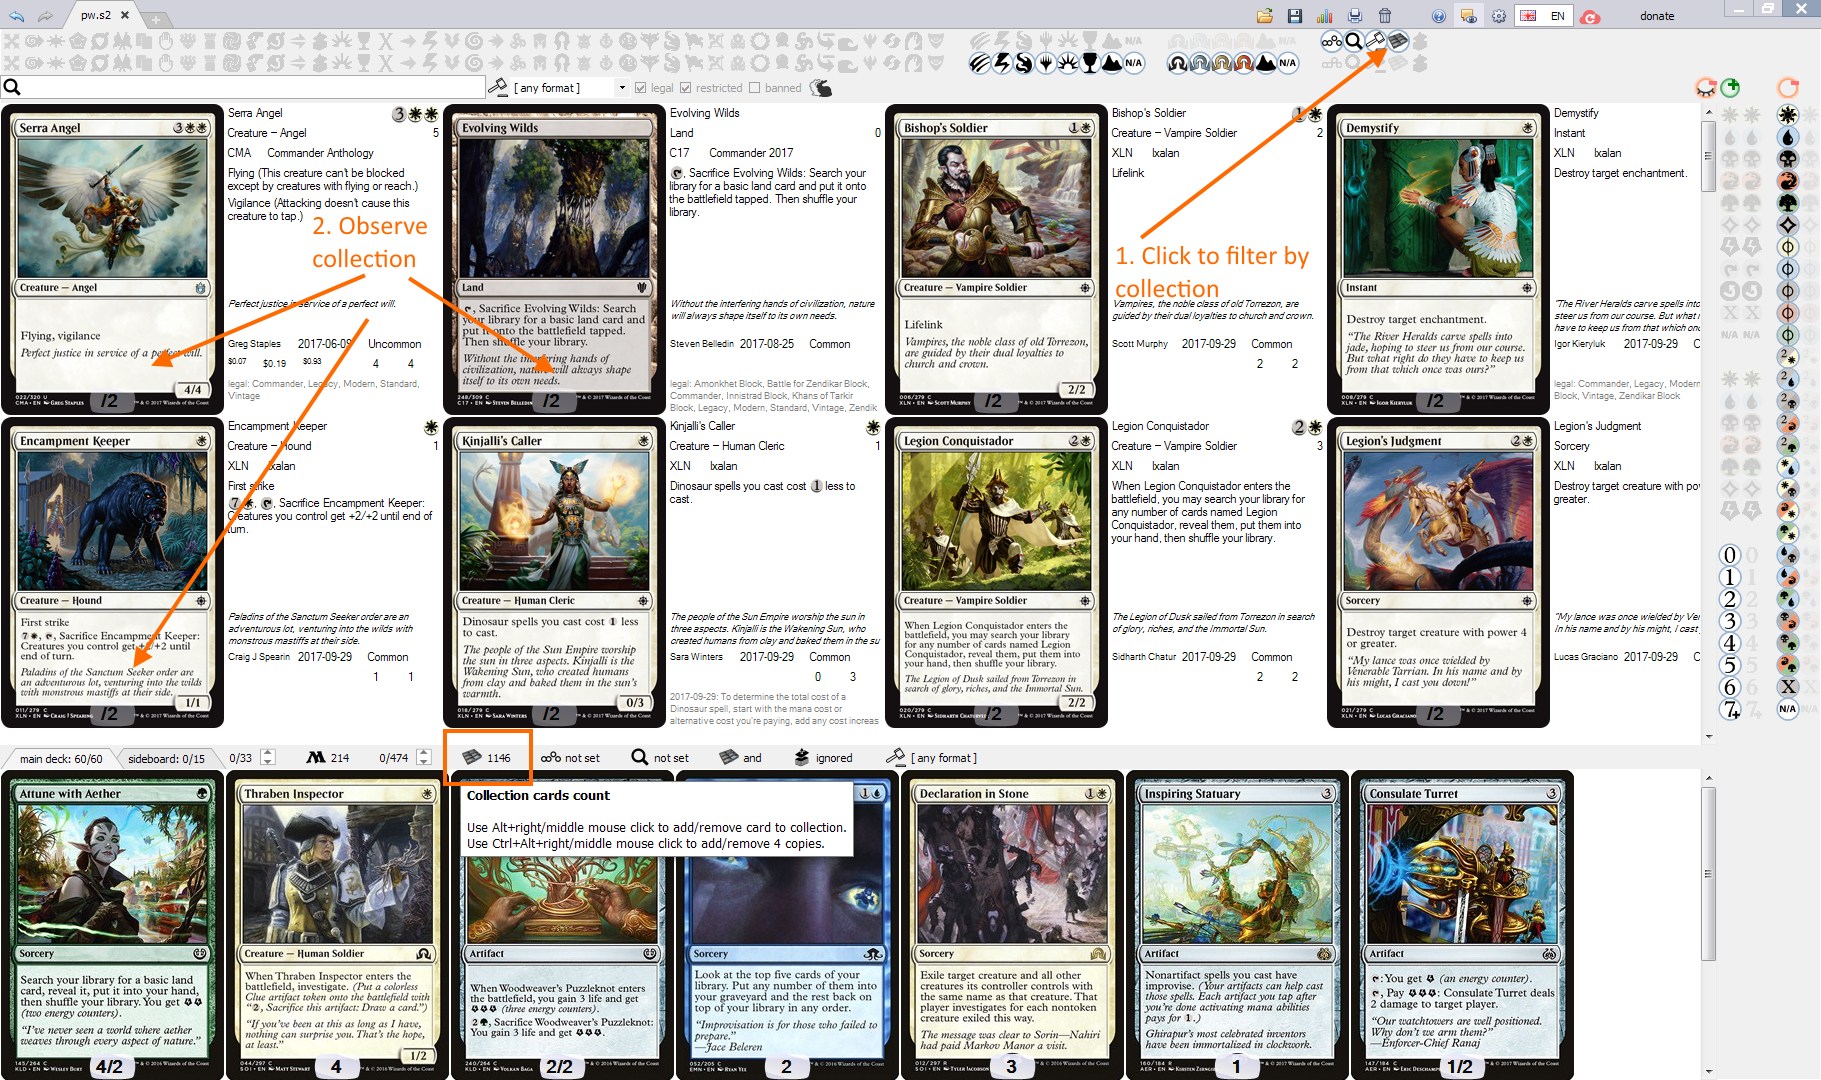 pw.s2
EN
donate
N/A
N/A
N/A
N/A
[ any format ]
legal
restricted
banned
Serra Angel
Creature — Angel
Flying, vigilance
Perfect justice in service of a perfect will.
4/4
/2
Serra Angel
3
Creature – Angel
5
CMA Commander Anthology
Flying (This creature can't be blocked
except by creatures with flying or reach.)
Vigilance (Attacking doesn't cause this
creature to tap.)
2. Observe
collection
Perfect justice in service of a perfect will.
Greg Staples 2017-06-09 Uncommon
$0.07 $0.19 $0.93 4 4
legal: Commander, Legacy, Modern, Standard,
Vintage
Evolving Wilds
Land
, Sacrifice Evolving Wilds: Search
your library for a basic land card and
put it onto the battlefield tapped.
Then shuffle your library.
Without the interfering hands of
civilization, nature will always shape
itself to its own needs.
/2
Evolving Wilds
Land
0
C17 Commander 2017
, Sacrifice Evolving Wilds: Search your
library for a basic land card and put it onto
the battlefield tapped. Then shuffle your
library.
Without the interfering hands of civilization, nature
will always shape itself to its own needs.
Steven Belledin 2017-08-25 Common
legal: Amonkhet Block, Battle for Zendikar Block,
Commander, Innistrad Block, Khans of Tarkir
Block, Legacy, Modern, Standard, Vintage, Zendik
Bishop's Soldier
1
Creature — Vampire Soldier
Lifelink
Vampires, the noble class of old Torrezon,
are guided by their dual loyalties to
church and crown.
2/2
/2
Bishop's Soldier
1
Creature – Vampire Soldier
2
XLN Ixalan
Lifelink
1. Click to filter by
collection
Vampires, the noble class of old Torrezon, are
guided by their dual loyalties to church and crown.
Scott Murphy 2017-09-29 Common
2 2
Demystify
Instant
Destroy target enchantment.
"The River Heralds carve spells into
jade, hoping to steer us from our course.
But what right do they have to keep us
from that which once was ours?"
/2
Demystify
Instant
XLN Ixalan
Destroy target enchantment.
"The River Heralds carve spells into
steer us from our course. But what
have to keep us from that which onc
Igor Kieryluk 2017-09-29
legal: Commander, Legacy, Modern
Block, Vintage, Zendikar Block
Encampment Keeper
Creature — Hound
First strike
7 , , Sacrifice Encampment Keeper:
Creatures you control get +2/+2 until
end of turn.
Paladins of the Sanctum Seeker order are
an adventurous lot, venturing into the wilds
with monstrous mastiffs at their side.
1/1
/2
Encampment Keeper
Creature – Hound
1
XLN Ixalan
First strike
7 , , Sacrifice Encampment Keeper:
Creatures you control get +2/+2 until end of
turn.
Paladins of the Sanctum Seeker order are an
adventurous lot, venturing into the wilds with
monstrous mastiffs at their side.
Craig J Spearin 2017-09-29 Common
1 1
Kinjalli's Caller
Creature — Human Cleric
Dinosaur spells you cast cost 1 less
to cast.
The people of the Sun Empire worship
the sun in three aspects. Kinjalli is the
Wakening Sun, who created humans
from clay and baked them in the sun's
warmth.
0/3
/2
Kinjalli's Caller
Creature – Human Cleric
1
XLN Ixalan
Dinosaur spells you cast cost 1 less to
cast.
The people of the Sun Empire worship the sun in
three aspects. Kinjalli is the Wakening Sun, who
created humans from clay and baked them in the su
Sara Winters 2017-09-29 Common
0 3
2017-09-29: To determine the total cost of a
Dinosaur spell, start with the mana cost or
alternative cost you're paying, add any cost increas
Legion Conquistador
2
Creature — Vampire Soldier
When Legion Conquistador enters the
battlefield, you may search your library
for any number of cards named Legion
Conquistador, reveal them, put them into
your hand, then shuffle your library.
The Legion of Dusk sailed from Torrezon in
search of glory, riches, and the Immortal Sun.
2/2
/2
Legion Conquistador
2
Creature – Vampire Soldier
3
XLN Ixalan
When Legion Conquistador enters the
battlefield, you may search your library for
any number of cards named Legion
Conquistador, reveal them, put them into
your hand, then shuffle your library.
The Legion of Dusk sailed from Torrezon in search
of glory, riches, and the Immortal Sun.
Sidharth Chatur 2017-09-29 Common
2 2
Legion's Judgment
2
Sorcery
Destroy target creature with power 4
or greater.
"My lance was once wielded by
Venerable Tarrian. In his name and by
his might, I cast you down!"
/2
Legion's Judgment
Sorcery
XLN Ixalan
Destroy target creature with pow
greater.
"My lance was once wielded by Ver
In his name and by his might, I cast
Lucas Graciano 2017-09-29 C
0
1
2
3
4
5
6
7+
X
N/A
main deck: 60/60
sideboard: 0/15
0/33
214
0/474
1146
not set
not set
and
ignored
[ any format ]
Collection cards count
Use Alt+right/middle mouse click to add/remove card to collection.
Use Ctrl+Alt+right/middle mouse click to add/remove 4 copies.
Attune with Aether
Sorcery
Search your library for a basic land
card, reveal it, put it into your hand,
then shuffle your library. You get
(two energy counters).
"I've never seen a world where aether
weaves through every aspect of nature."
4/2
Thraben Inspector
Creature — Human Soldier
When Thraben Inspector enters the
battlefield, investigate. (Put a colorless
Clue artifact token onto the battlefield with
"2, Sacrifice this artifact: Draw a card.")
"If you've been at this as long as I have,
nothing can surprise you. That's the hope,
at least."
1/2
4
Artifact
When Woodweaver's Puzzleknot enters
the battlefield, you gain 3 life and get
(three energy counters).
2 , Sacrifice Woodweaver's Puzzleknot:
You gain 3 life and get .
2/2
1
Sorcery
Look at the top five cards of your
library. Put any number of them into
your graveyard and the rest back on
top of your library in any order.
"Improvisation is for those who failed to
prepare."
—Jace Beleren
2
Declaration in Stone
1
Sorcery
Exile target creature and all other
creatures its controller controls with
the same name as that creature. That
player investigates for each nontoken
creature exiled this way.
The message was clear to Sorin—Nahiri
had paid Markov Manor a visit.
3
Inspiring Statuary
3
Artifact
Nonartifact spells you cast have
improvise. (Your artifacts can help cast
those spells. Each artifact you tap after
you're done activating mana abilities
pays for 1.)
Ghirapur's most celebrated inventors
have been immortalized in clockwork.
1
Consulate Turret
3
Artifact
: You get (an energy counter).
, Pay : Consulate Turret deals
2 damage to target player.
"Our watchtowers are well positioned.
Why don't we arm them?"
—Enforcer-Chief Ranaj
1/2